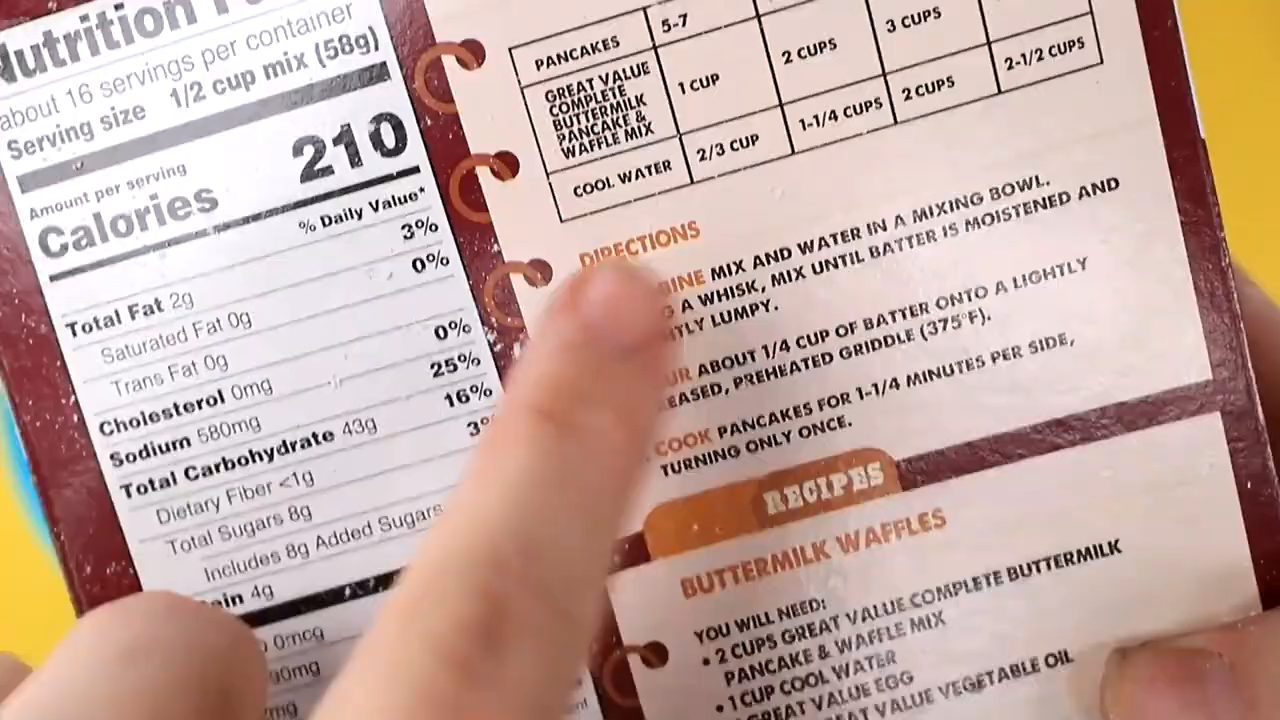 Nutrition
about 16 servings per container
Serving size 1/2 cup mix (58g)
Amount per serving
Calories 210
% Daily Value*
Total Fat 2g 3%
Saturated Fat 0g 0%
Trans Fat 0g
Cholesterol 0mg 0%
Sodium 580mg 25%
Total Carbohydrate 43g 16%
Dietary Fiber <1g
Total Sugars 8g
Includes 8g Added Sugars
4g
0mcg
PANCAKES 5-7
GREAT VALUE
COMPLETE
BUTTERMILK
PANCAKE &
WAFFLE MIX
1 CUP 2 CUPS 3 CUPS
COOL WATER 2/3 CUP 1-1/4 CUPS 2 CUPS 2-1/2 CUPS
DIRECTIONS
MIX AND WATER IN A MIXING BOWL.
A WHISK, MIX UNTIL BATTER IS MOISTENED AND
LUMPY.
ABOUT 1/4 CUP OF BATTER ONTO A LIGHTLY
PREHEATED GRIDDLE (375°F).
COOK PANCAKES FOR 1-1/4 MINUTES PER SIDE,
TURNING ONLY ONCE.
RECIPES
BUTTERMILK WAFFLES
YOU WILL NEED:
• 2 CUPS GREAT VALUE COMPLETE BUTTERMILK
PANCAKE & WAFFLE MIX
• 1 CUP COOL WATER
GREAT VALUE EGG
VALUE VEGETABLE OIL